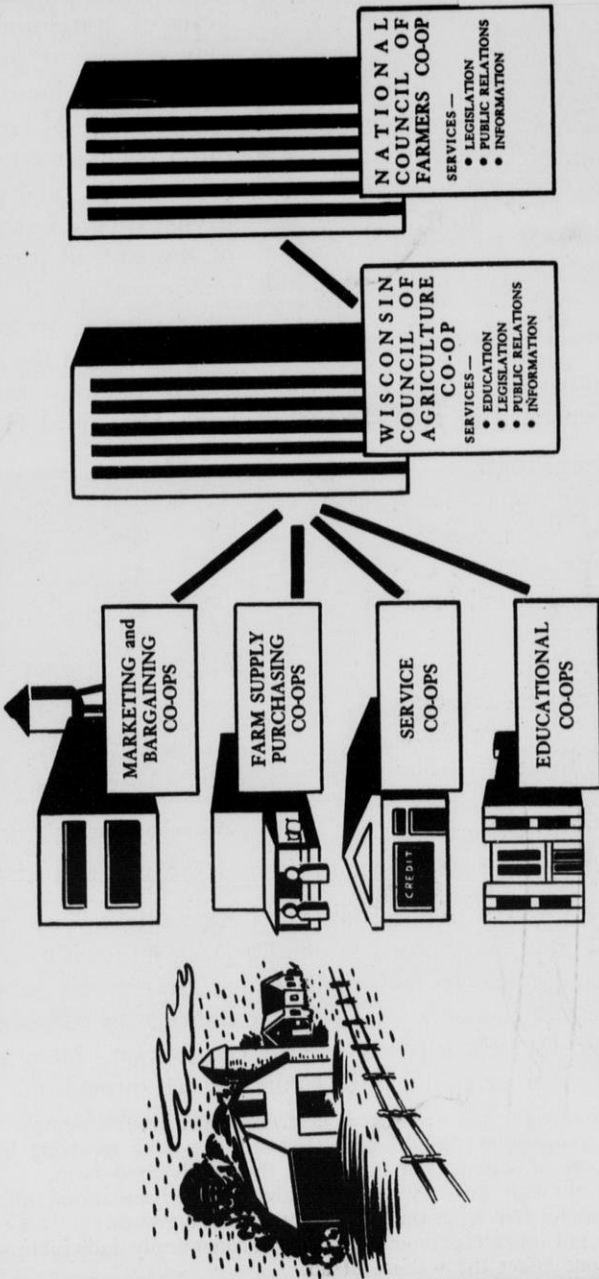 MARKETING and
BARGAINING
CO-OPS
FARM SUPPLY
PURCHASING
CO-OPS
CREDIT
SERVICE
CO-OPS
EDUCATIONAL
CO-OPS
WISCONSIN
COUNCIL OF
AGRICULTURE
CO-OP
SERVICES —
• EDUCATION
• LEGISLATION
• PUBLIC RELATIONS
• INFORMATION
NATIONAL
COUNCIL OF
FARMERS CO-OP
SERVICES —
• LEGISLATION
• PUBLIC RELATIONS
• INFORMATION